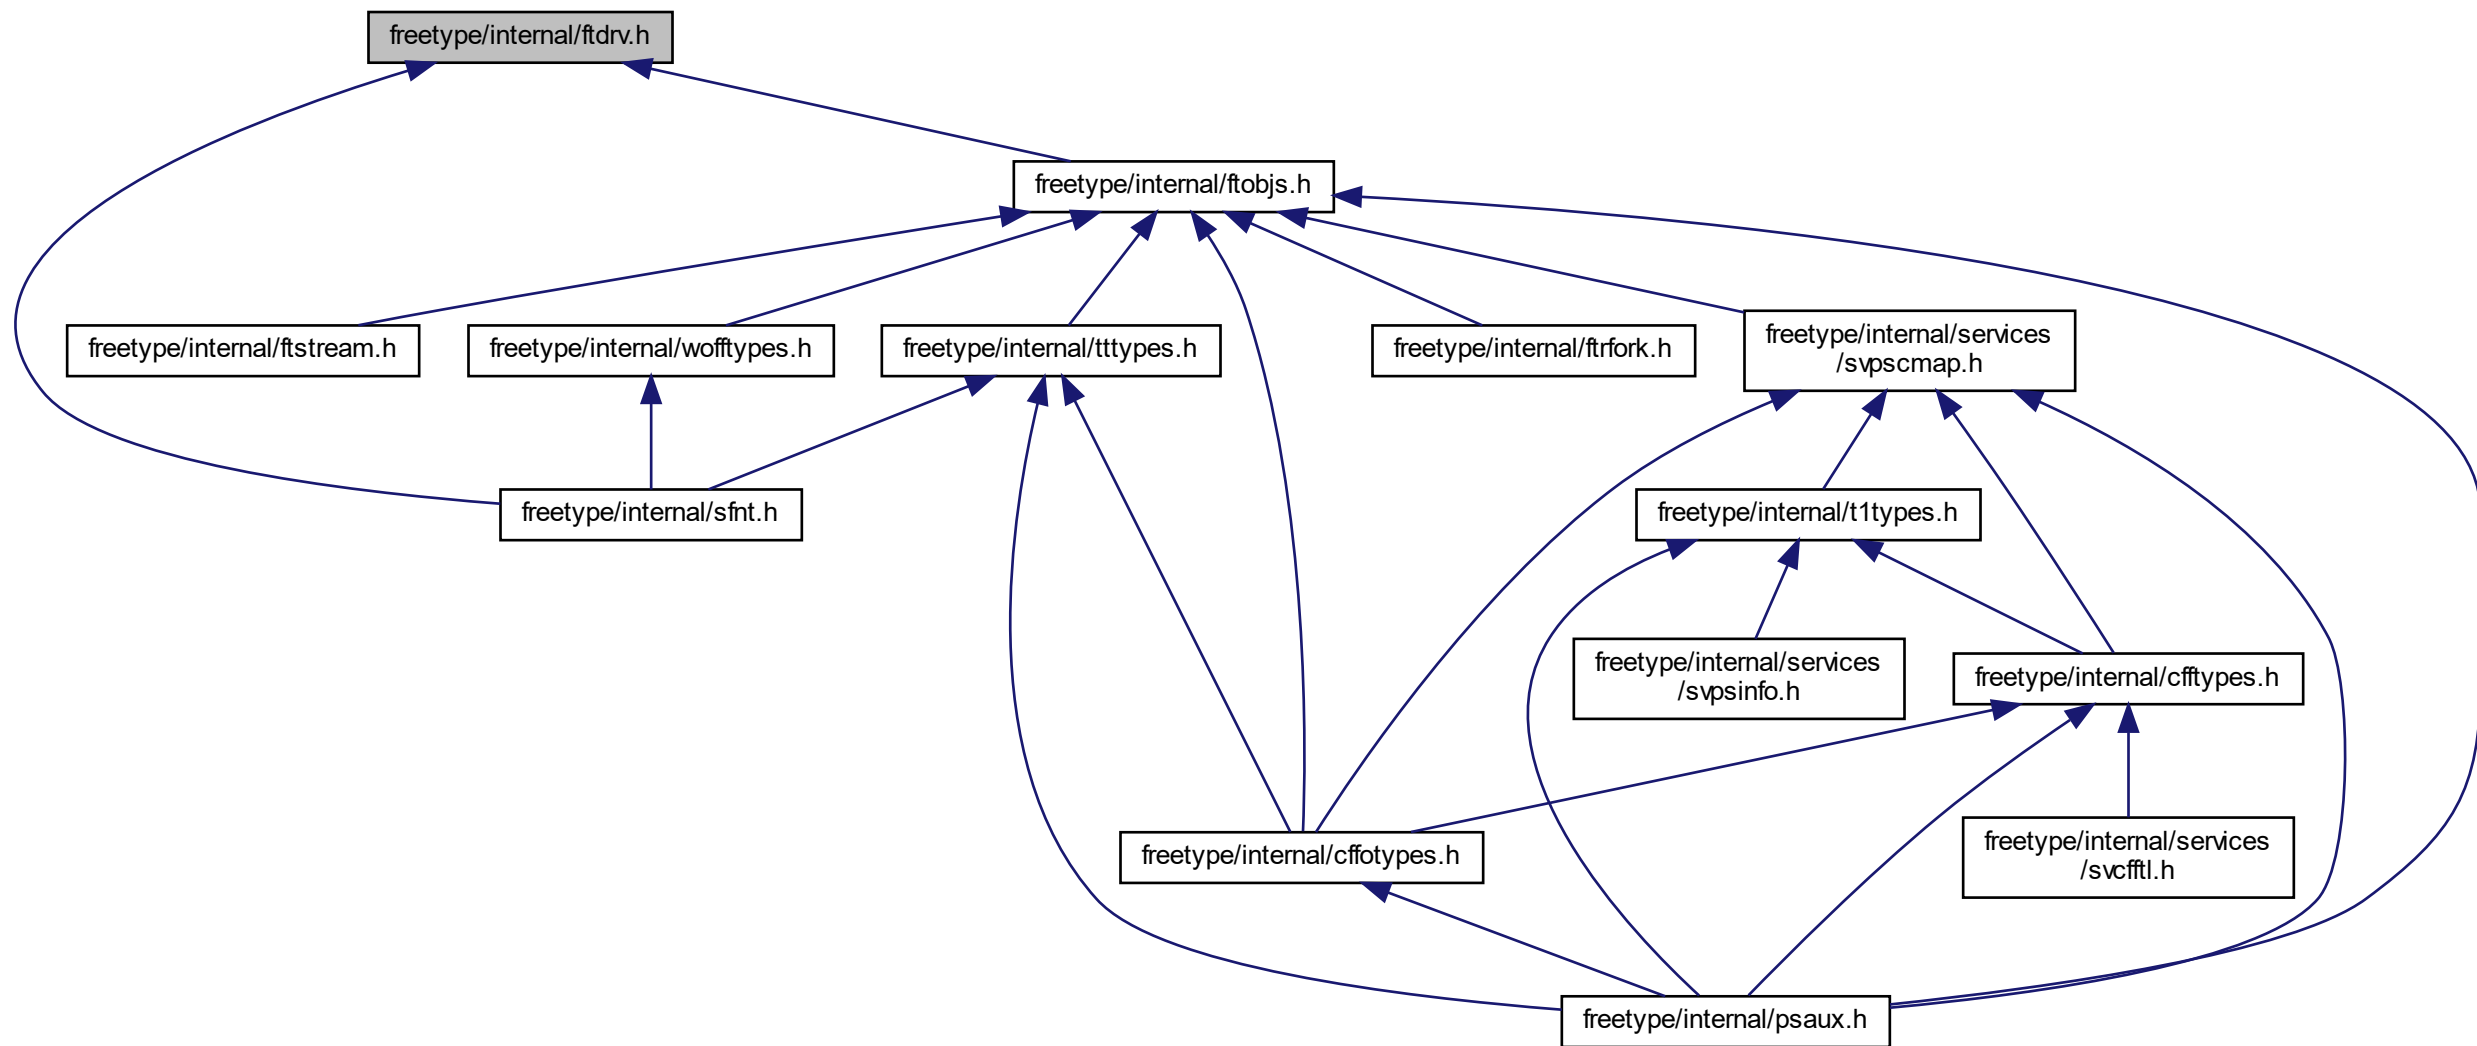 freetype/internal/ftdrv.h
freetype/internal/ftobjs.h
freetype/internal/ftstream.h
freetype/internal/wofftypes.h
freetype/internal/tttypes.h
freetype/internal/ftrfork.h
freetype/internal/services
/svpscmap.h
freetype/internal/sfnt.h
freetype/internal/t1types.h
freetype/internal/services
/svpsinfo.h
freetype/internal/cfftypes.h
freetype/internal/cffotypes.h
freetype/internal/services
/svcfftl.h
freetype/internal/psaux.h